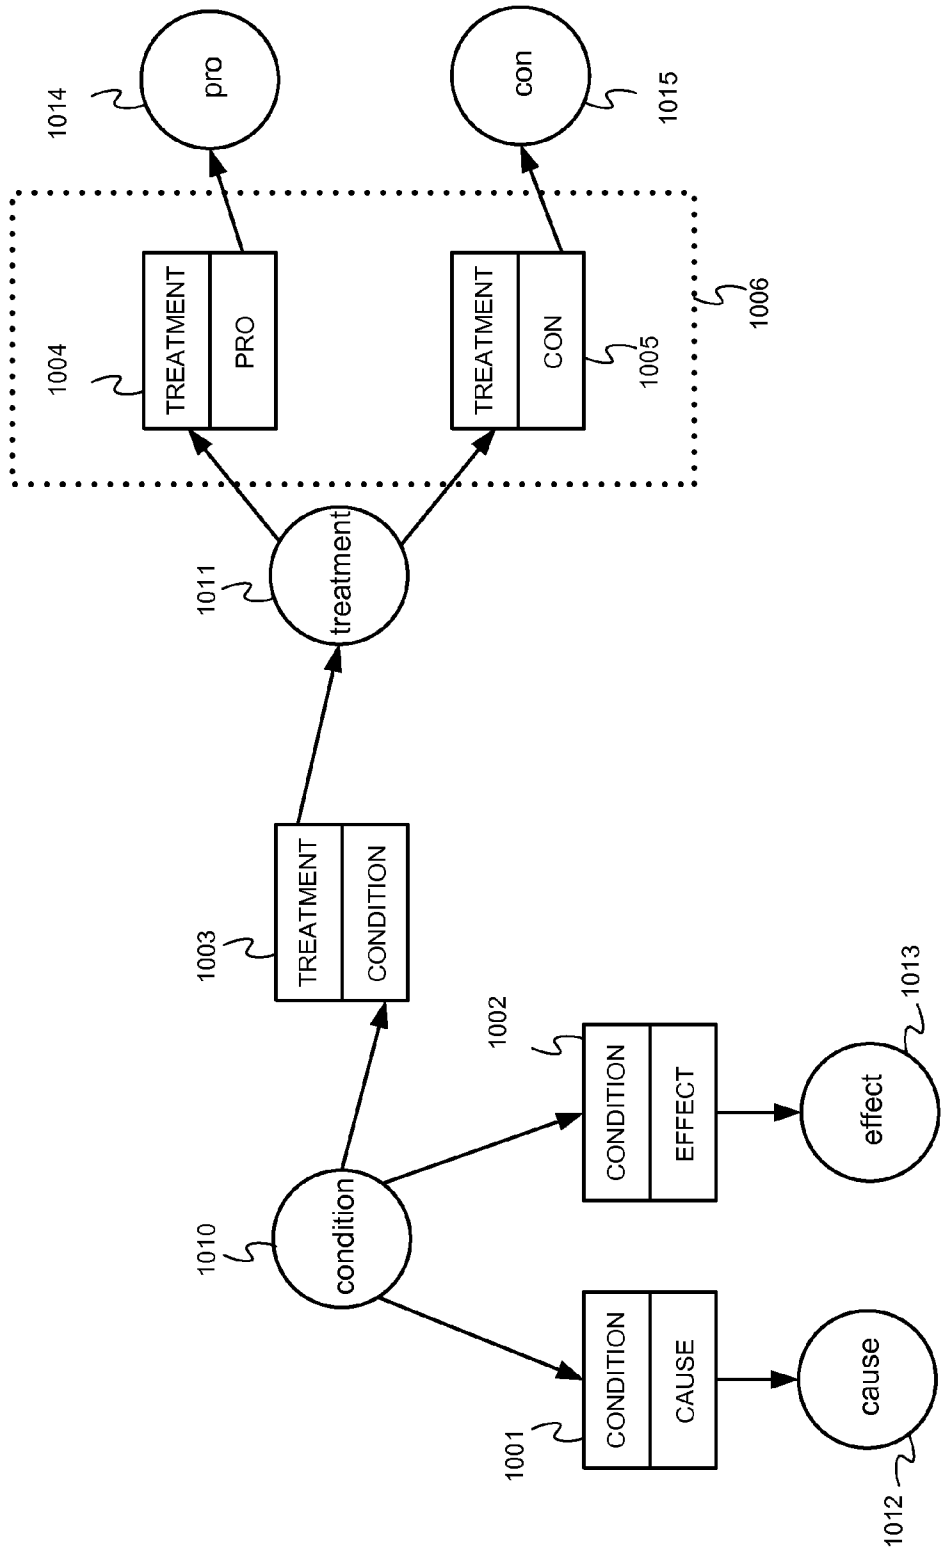 1012
cause
1001
CONDITION
CAUSE
1010
condition
1002
CONDITION
EFFECT
effect
1013
1003
TREATMENT
CONDITION
1011
treatment
1004
TREATMENT
PRO
TREATMENT
CON
1005
1006
1014
pro
con
1015